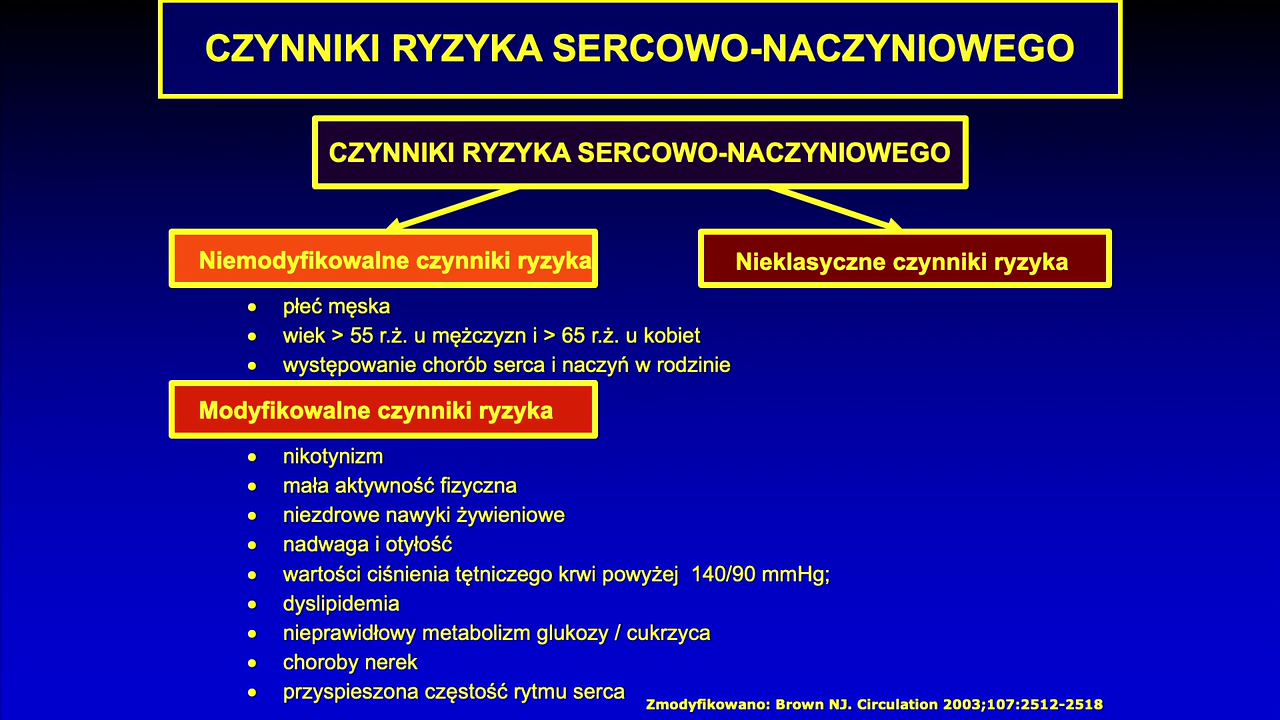 CZYNNIKI RYZYKA SERCOWO-NACZYNIOWEGO
CZYNNIKI RYZYKA SERCOWO-NACZYNIOWEGO
Niemodyfikowalne czynniki ryzyka
• płeć męska
• wiek > 55 r.ż. u mężczyzn i > 65 r.ż. u kobiet
• występowanie chorób serca i naczyń w rodzinie
Modyfikowalne czynniki ryzyka
• nikotynizm
• mała aktywność fizyczna
• niezdrowe nawyki żywieniowe
• nadwaga i otyłość
• wartości ciśnienia tętniczego krwi powyżej  140/90 mmHg;
• dyslipidemia
• nieprawidłowy metabolizm glukozy / cukrzyca
• choroby nerek
• przyspieszona częstość rytmu serca
Nieklasyczne czynniki ryzyka
Zmodyfikowano: Brown NJ. Circulation 2003;107:2512-2518